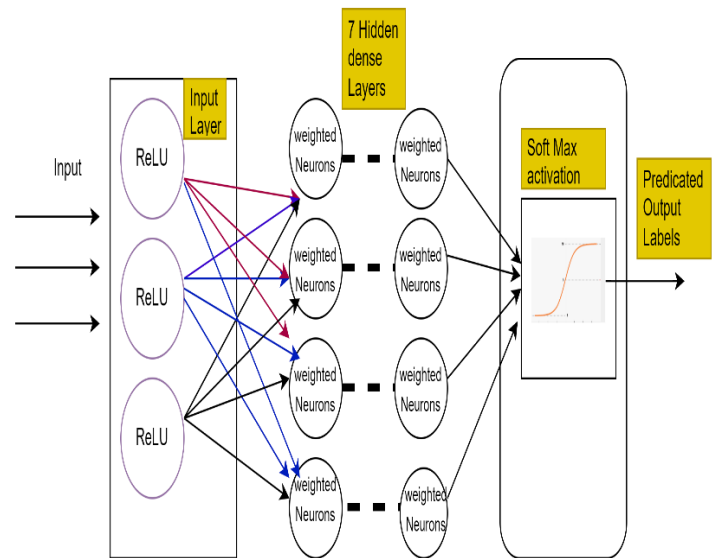 Input
Input
Layer
ReLU
ReLU
ReLU
7 Hidden
dense
Layers
weighted
Neurons
weighted
Neurons
weighted
Neurons
weighted
Neurons
weighted
Neurons
weighted
Neurons
weighted
Neurons
weighted
Neurons
Soft Max
activation
Predicated
Output
Labels